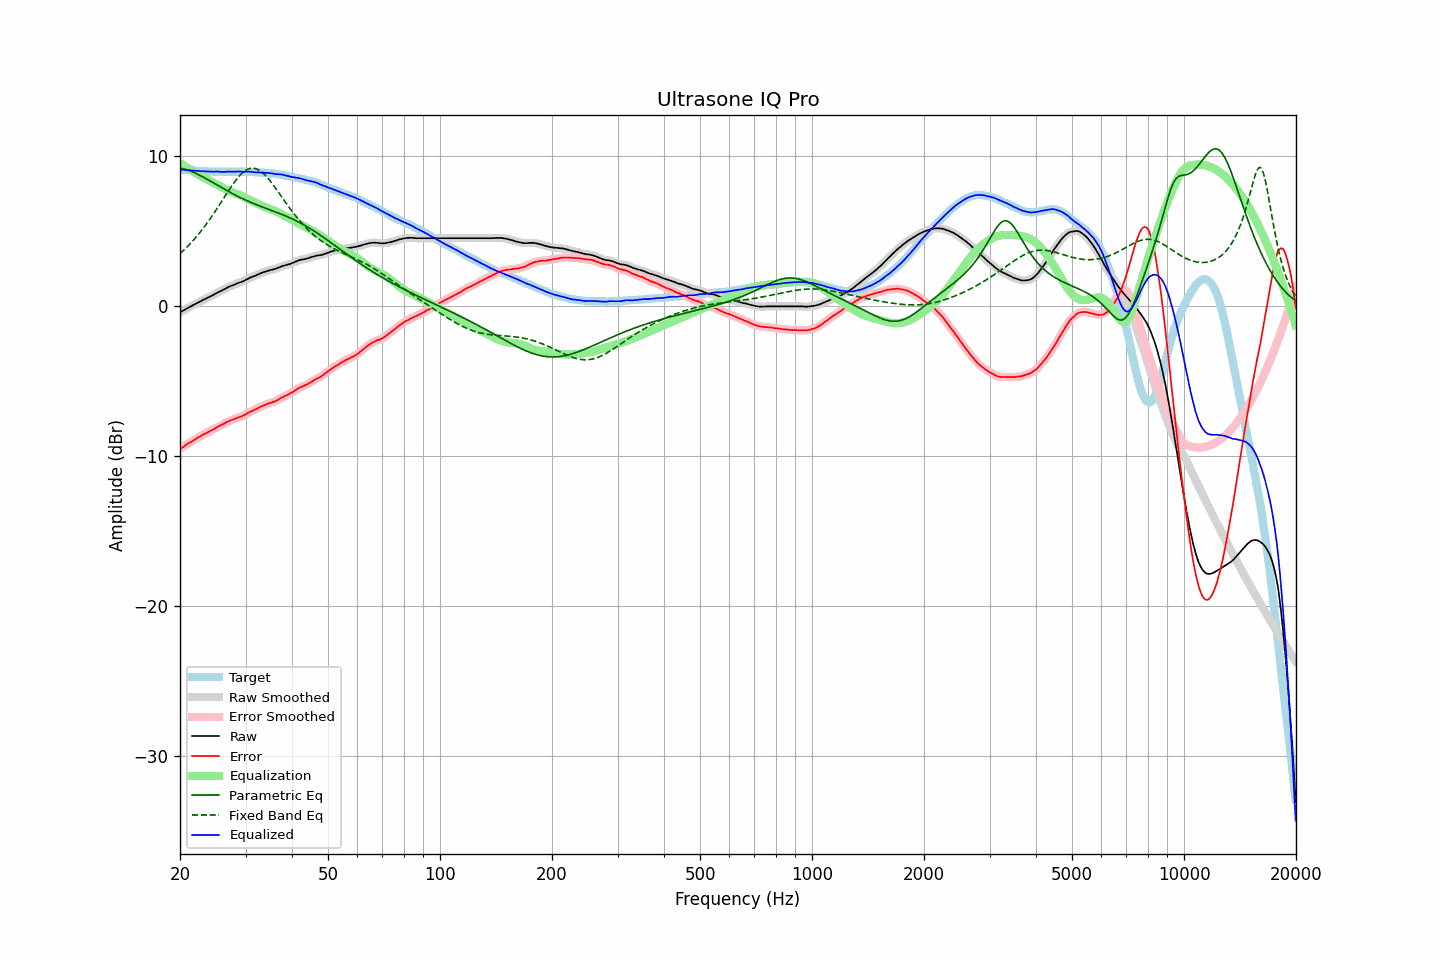 Ultrasone IQ Pro
Amplitude (dBr)
10
0
−10
−20
−30
Target
Raw Smoothed
Error Smoothed
Raw
Error
Equalization
Parametric Eq
Fixed Band Eq
Equalized
20 50 100 200 500 1000 2000 5000 10000 20000
Frequency (Hz)